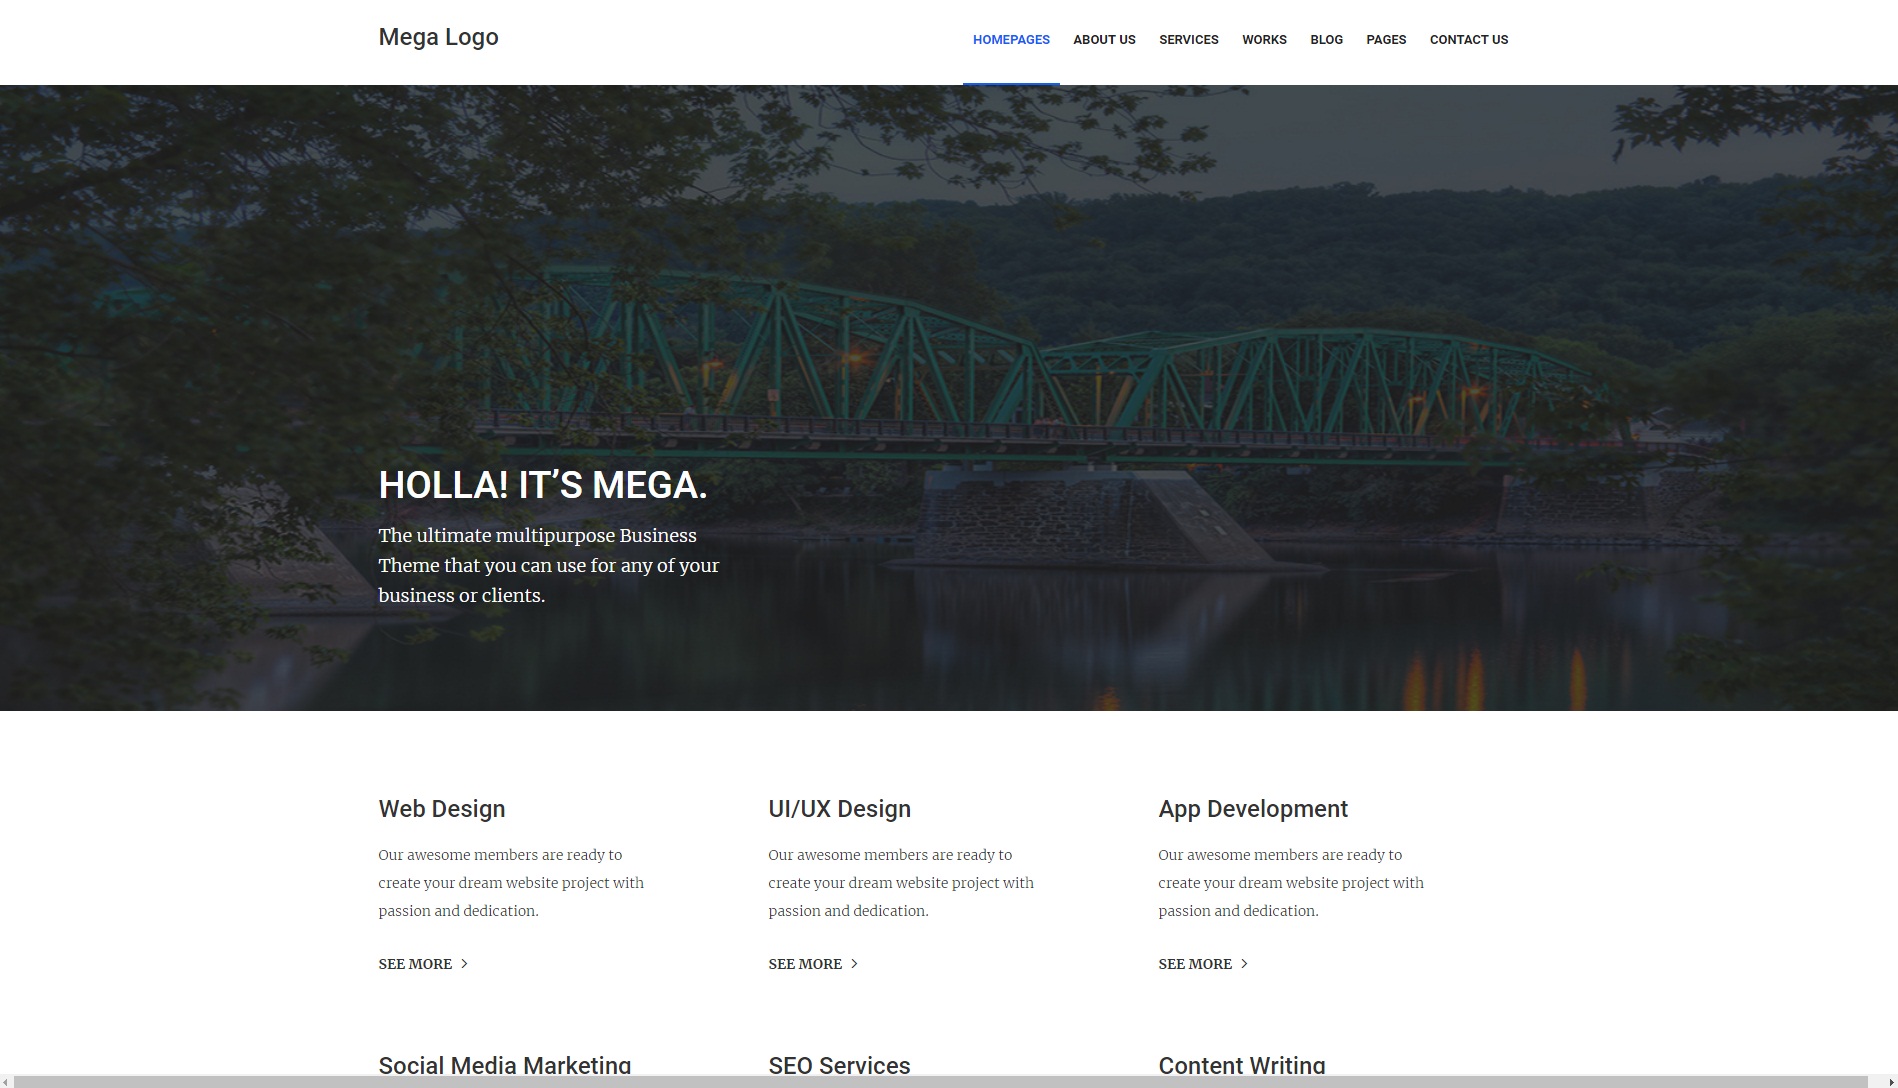 Mega Logo
HOMEPAGES ABOUT US SERVICES WORKS BLOG PAGES CONTACT US
HOLLA! IT’S MEGA.
The ultimate multipurpose Business
Theme that you can use for any of your
business or clients.
Web Design
Our awesome members are ready to
create your dream website project with
passion and dedication.
SEE MORE
UI/UX Design
Our awesome members are ready to
create your dream website project with
passion and dedication.
SEE MORE
App Development
Our awesome members are ready to
create your dream website project with
passion and dedication.
SEE MORE
Social Media Marketing
SEO Services
Content Writing